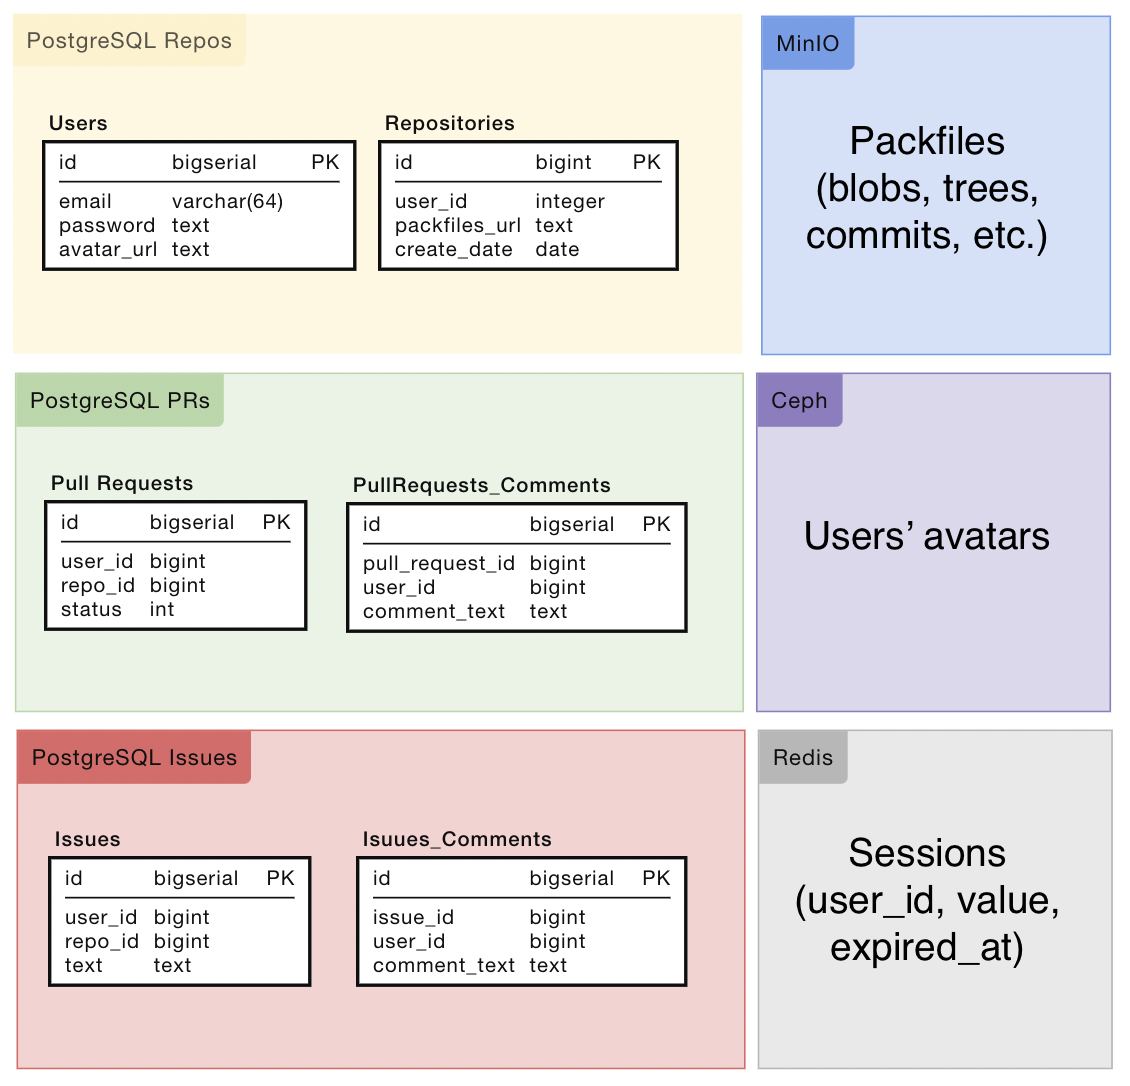 PostgreSQL Repos
Users
id bigserial PK
email varchar(64)
password text
avatar_url text
Repositories
id bigint PK
user_id integer
packfiles_url text
create_date date
MinIO
Packfiles
(blobs, trees,
commits, etc.)
PostgreSQL PRs
Pull Requests
id bigserial PK
user_id bigint
repo_id bigint
status int
PullRequests_Comments
id bigserial PK
pull_request_id bigint
user_id bigint
comment_text text
Ceph
Users’ avatars
PostgreSQL Issues
Issues
id bigserial PK
user_id bigint
repo_id bigint
text text
Isuues_Comments
id bigserial PK
issue_id bigint
user_id bigint
comment_text text
Redis
Sessions
(user_id, value,
expired_at)